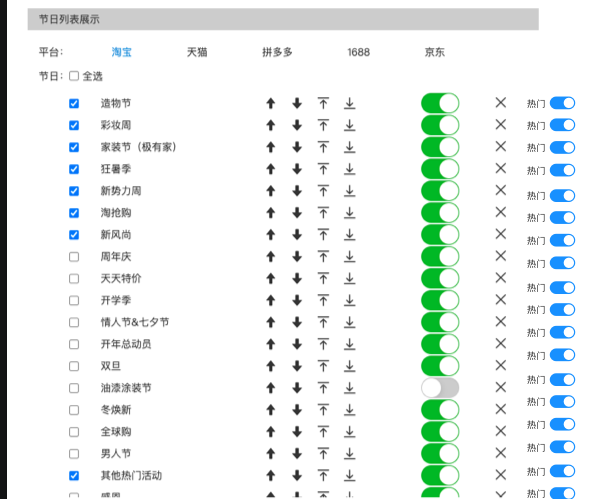 节日列表展示
平台： 淘宝 天猫 拼多多 1688 京东
节日： 全选
造物节 热门
彩妆周 热门
家装节（极有家） 热门
狂暑季 热门
新势力周 热门
淘抢购 热门
新风尚 热门
周年庆 热门
天天特价 热门
开学季 热门
情人节&七夕节 热门
开年总动员 热门
双旦 热门
油漆涂装节 热门
冬焕新 热门
全球购 热门
男人节 热门
其他热门活动 热门
感恩 热门